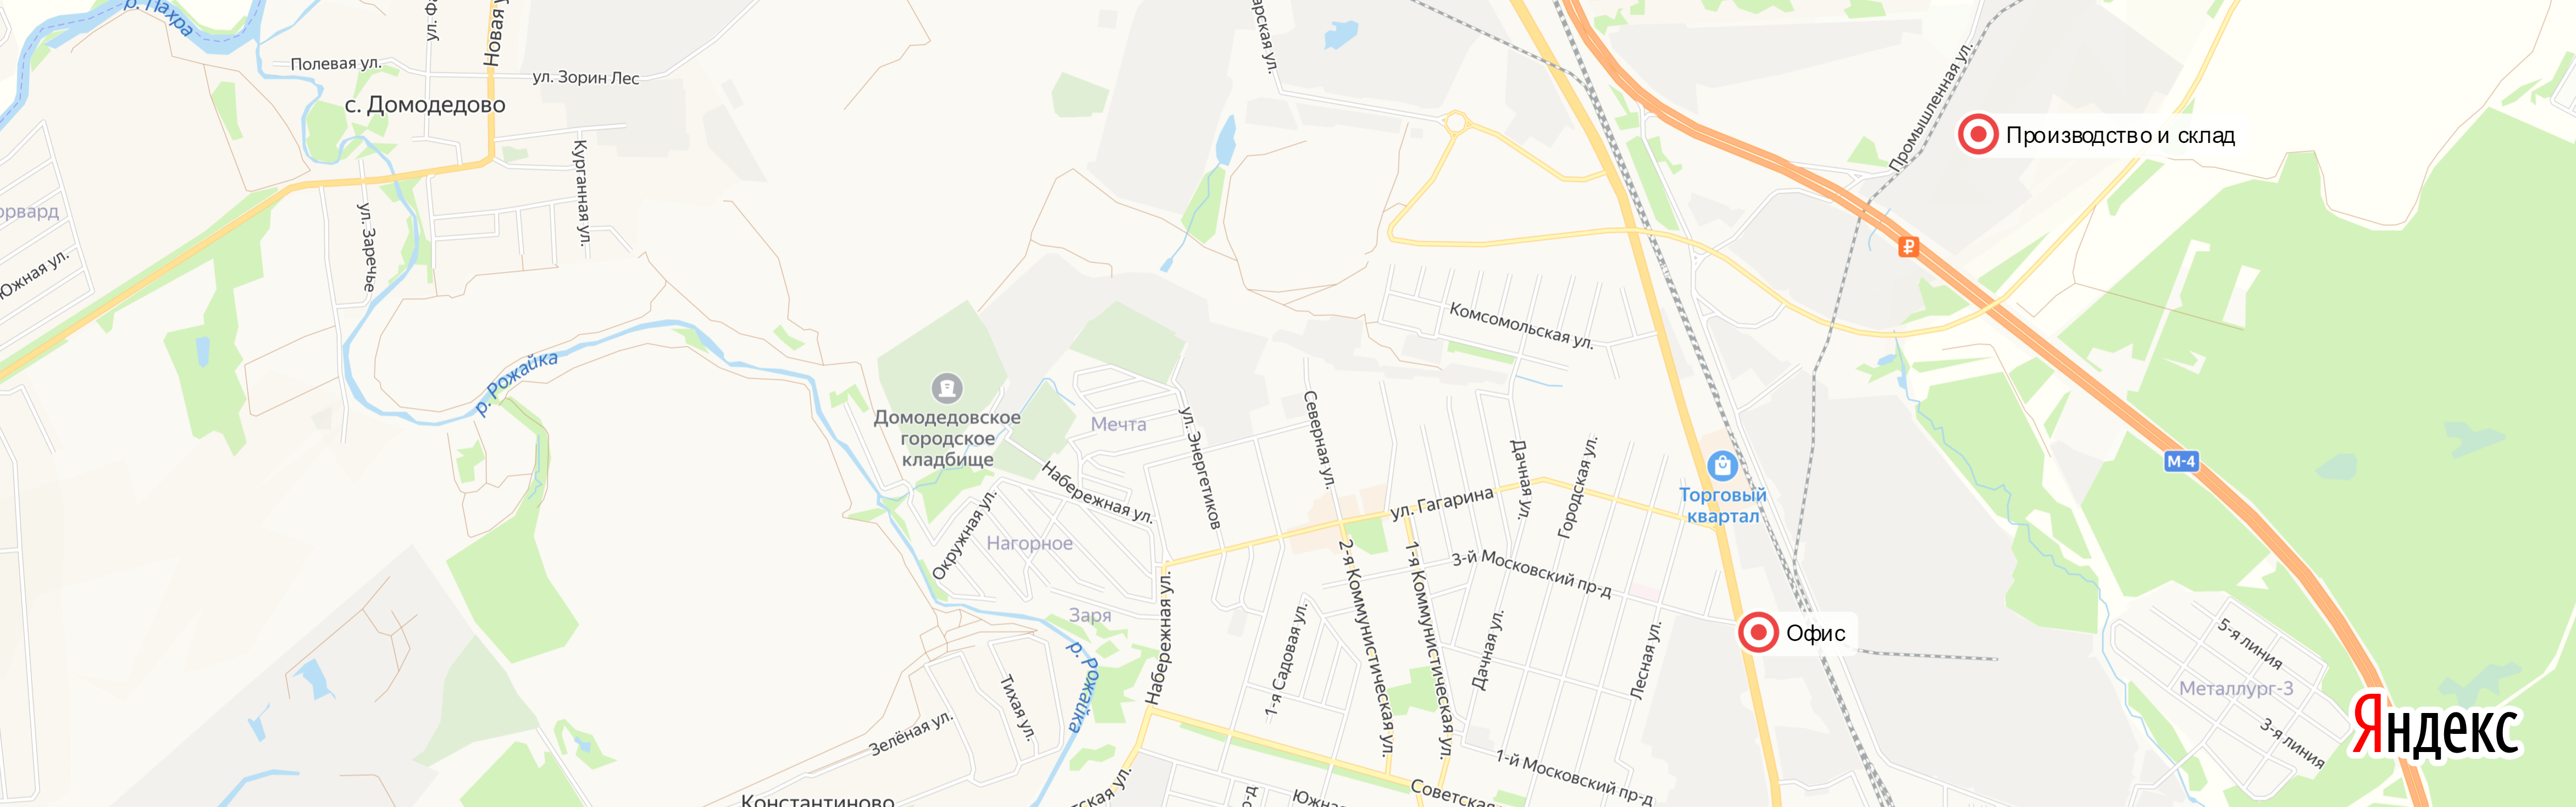 р. Пахра
Новая у
Полевая ул.
ул. Зорин Лес
с. Домодедово
Курганная ул.
ул. Заречье
Южная ул.
р. Рожайка
Домодедовское
городское
кладбище
Мечта
ул. Энергетиков
Набережная ул.
Окружная ул.
Нагорное
Заря
Набережная ул.
р. Рожайка
Тихая ул.
Зелёная ул.
Константиново
Северная ул.
Комсомольская ул.
ул. Гагарина
Дачная ул.
Городская ул.
Торговый
квартал
3-й Московский пр-д
2-я Коммунистическая ул.
1-я Коммунистическая ул.
1-я Садовая ул.
Дачная ул.
Лесная ул.
1-й Московский пр-д
Советская
Южна
Промышленная ул.
Производство и склад
₽
М-4
Офис
5-я линия
Металлург-3
3-я линия
Яндекс